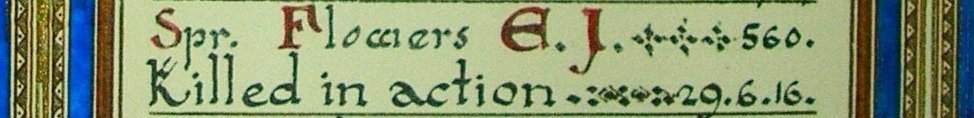 Spr. Flowers E. J. 560.
Killed in action 29.6.16.